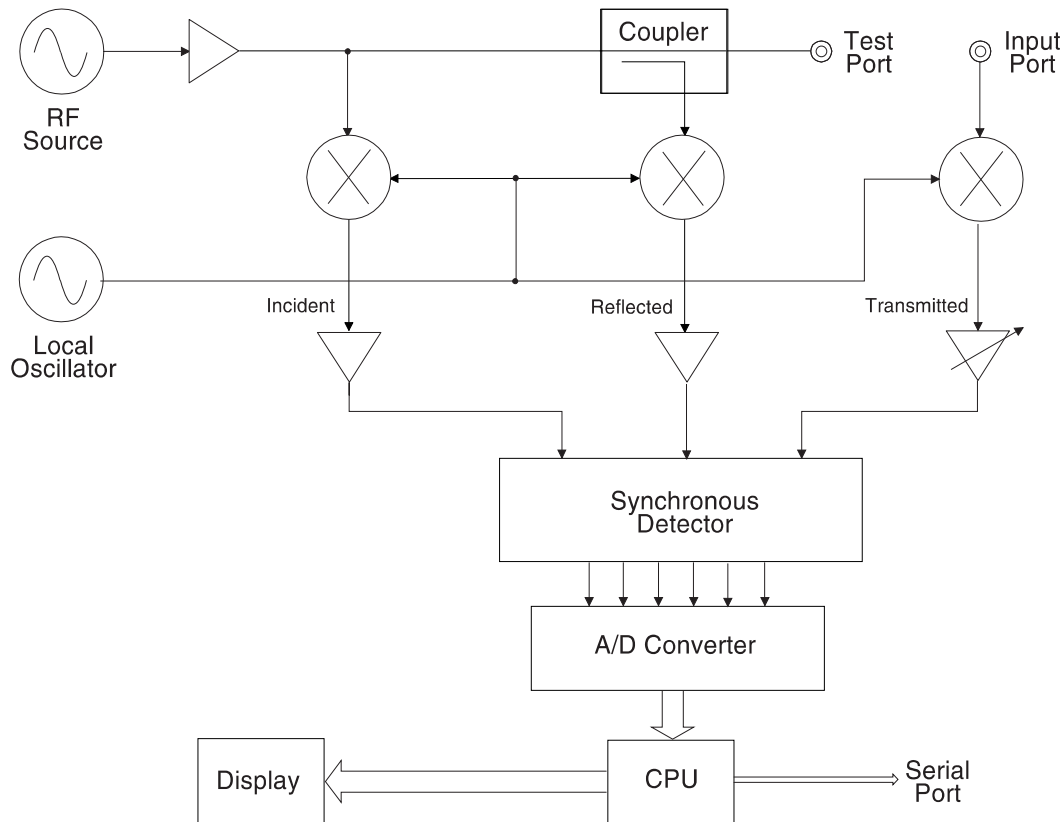 Coupler
Test
Port
Input
Port
RF
Source
Incident
Reflected
Transmitted
Local
Oscillator
Synchronous
Detector
A/D Converter
Display
CPU
Serial
Port